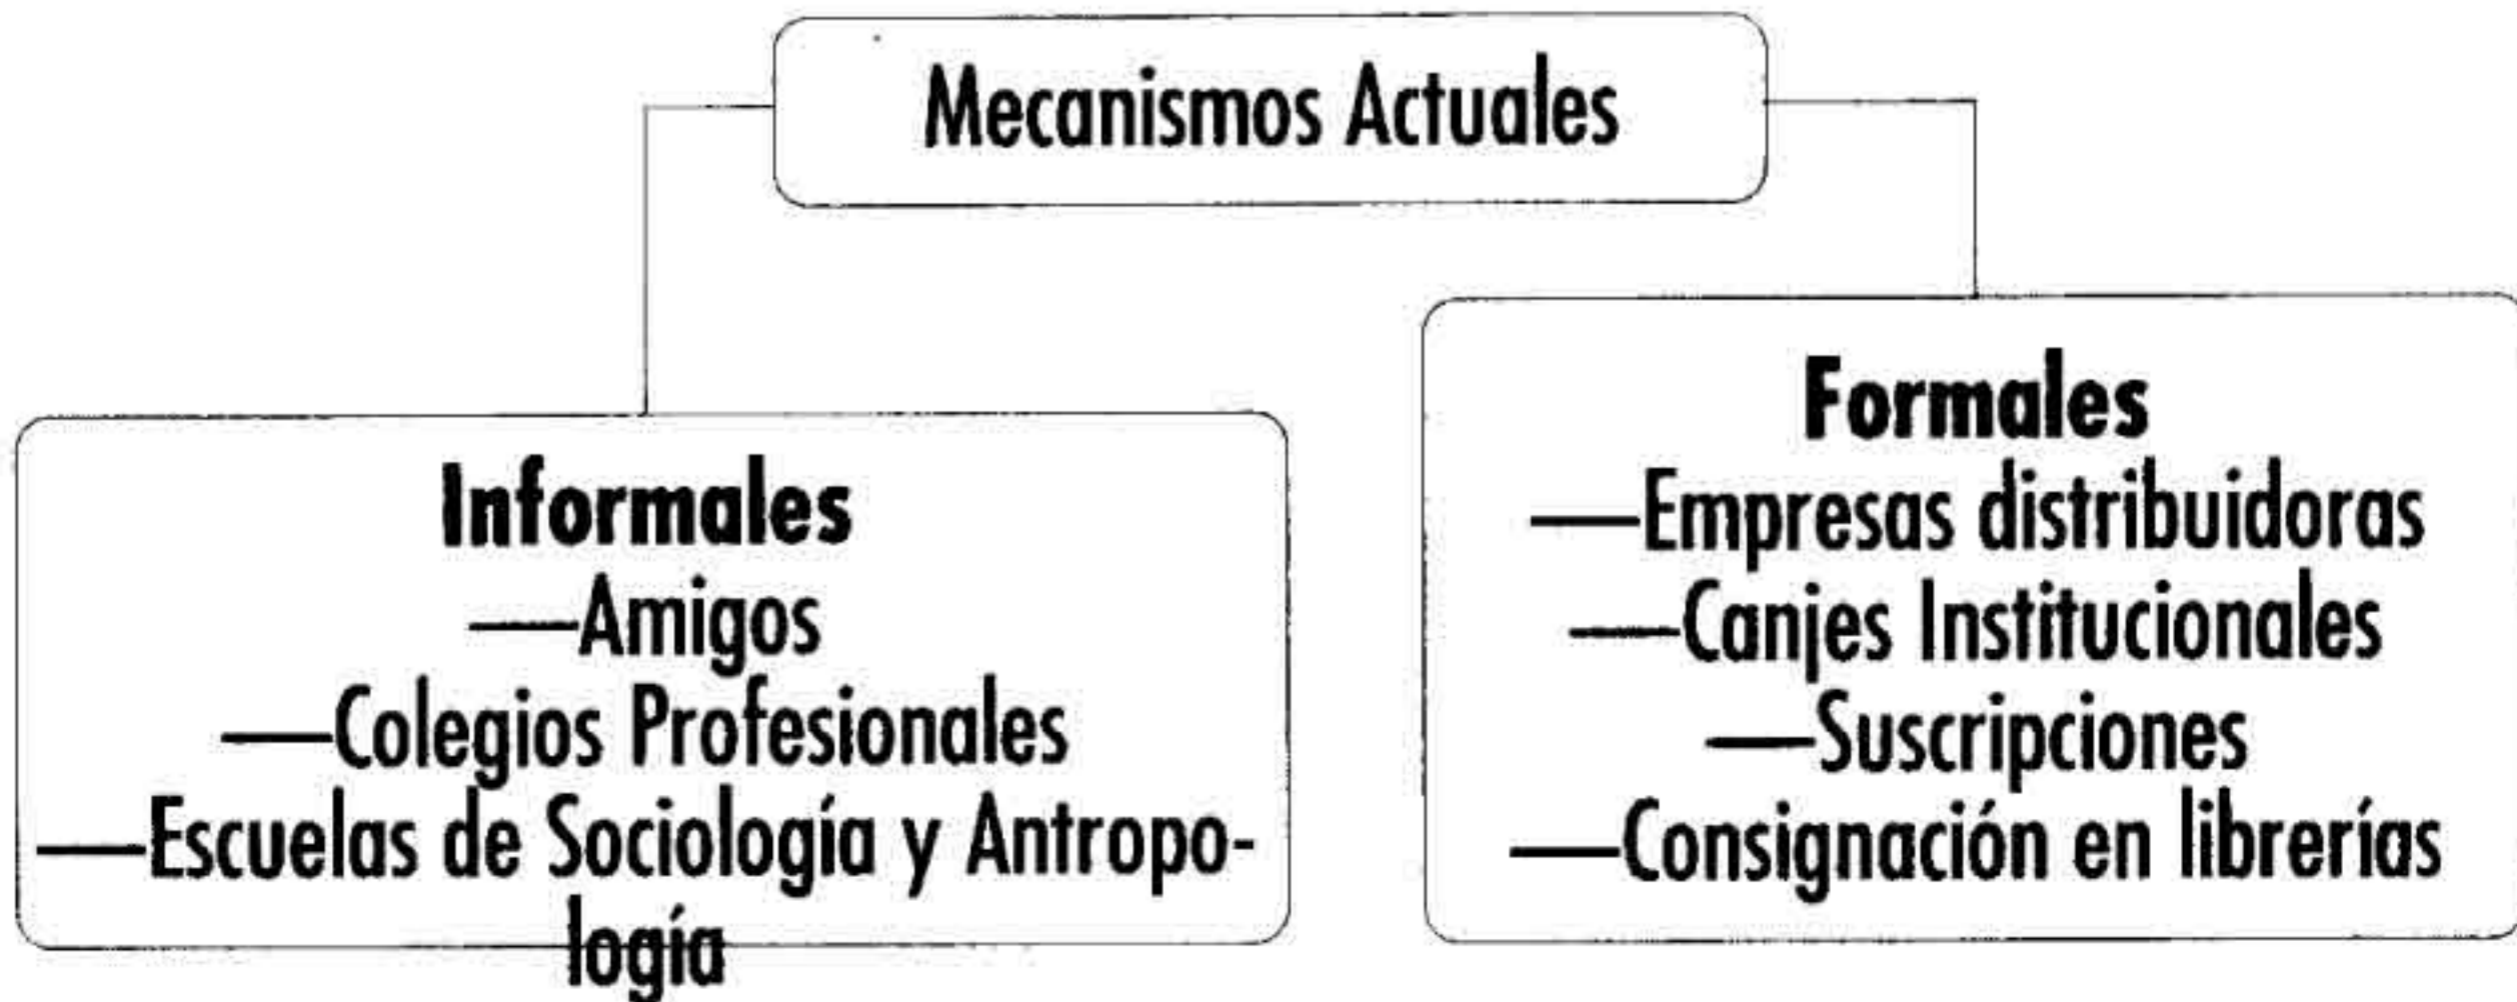 Mecanismos Actuales
Informales
—Amigos
—Colegios Profesionales
—Escuelas de Sociología y Antropo-
logía
Formales
—Empresas distribuidoras
—Canjes Institucionales
—Suscripciones
—Consignación en librerías